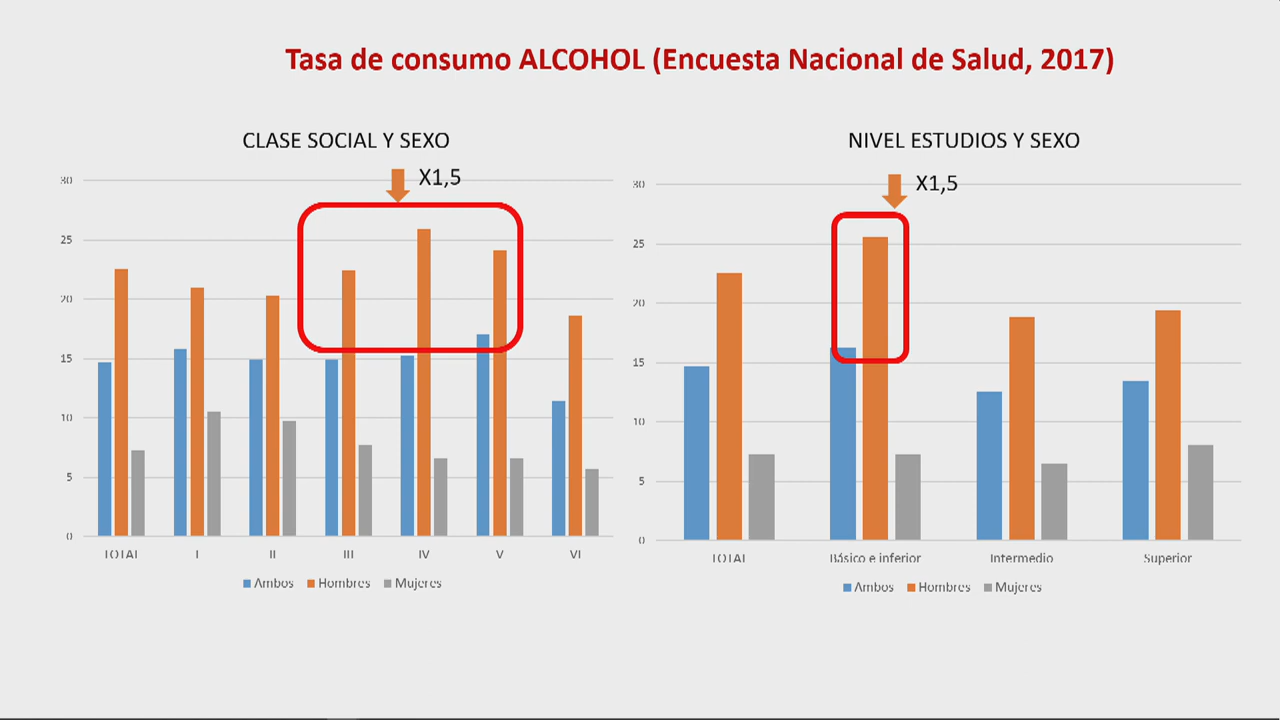 Tasa de consumo ALCOHOL (Encuesta Nacional de Salud, 2017)
CLASE SOCIAL Y SEXO
X1,5
30
25
20
15
10
5
0
TOTAL I II III IV V VI
Ambos Hombres Mujeres
NIVEL ESTUDIOS Y SEXO
X1,5
30
25
20
15
10
5
0
TOTAL Básico e inferior Intermedio Superior
Ambos Hombres Mujeres